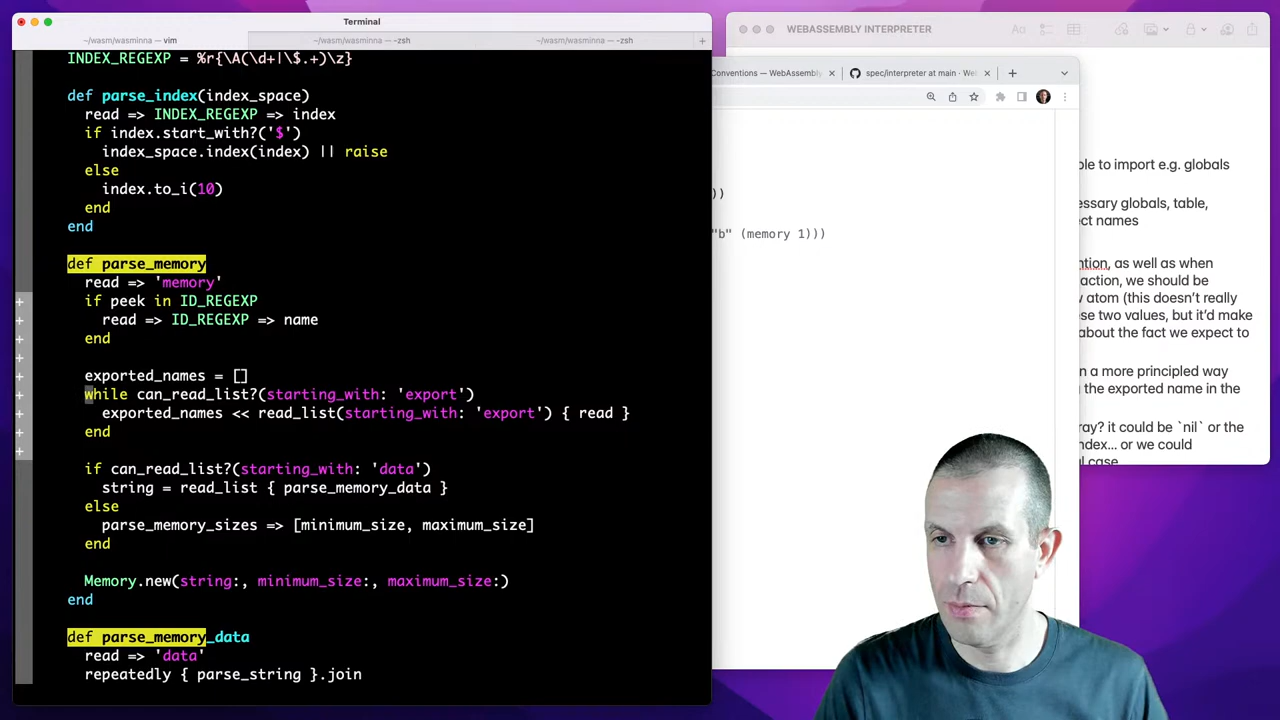 Terminal
~/wasm/wasminna — vim
~/wasm/wasminna — -zsh
~/wasm/wasminna — -zsh
INDEX_REGEXP = %r{\A(\d+|\$.+)\z}
def parse_index(index_space)
read => INDEX_REGEXP => index
if index.start_with?('$')
index_space.index(index) || raise
else
index.to_i(10)
end
end
def parse_memory
read => 'memory'
if peek in ID_REGEXP
read => ID_REGEXP => name
end
exported_names = []
while can_read_list?(starting_with: 'export')
exported_names << read_list(starting_with: 'export') { read }
end
if can_read_list?(starting_with: 'data')
string = read_list { parse_memory_data }
else
parse_memory_sizes => [minimum_size, maximum_size]
end
Memory.new(string:, minimum_size:, maximum_size:)
end
def parse_memory_data
read => 'data'
repeatedly { parse_string }.join
WEBASSEMBLY INTERPRETER
Conventions — WebAssembly
spec/interpreter at main · We
))
"b" (memory 1)))
ble to import e.g. globals
essary globals, table,
ect names
ntion, as well as when
raction, we should be
w atom (this doesn't really
se two values, but it'd make
about the fact we expect to
n a more principled way
g the exported name in the
ray? it could be `nil` or the
ndex... or we could
al case